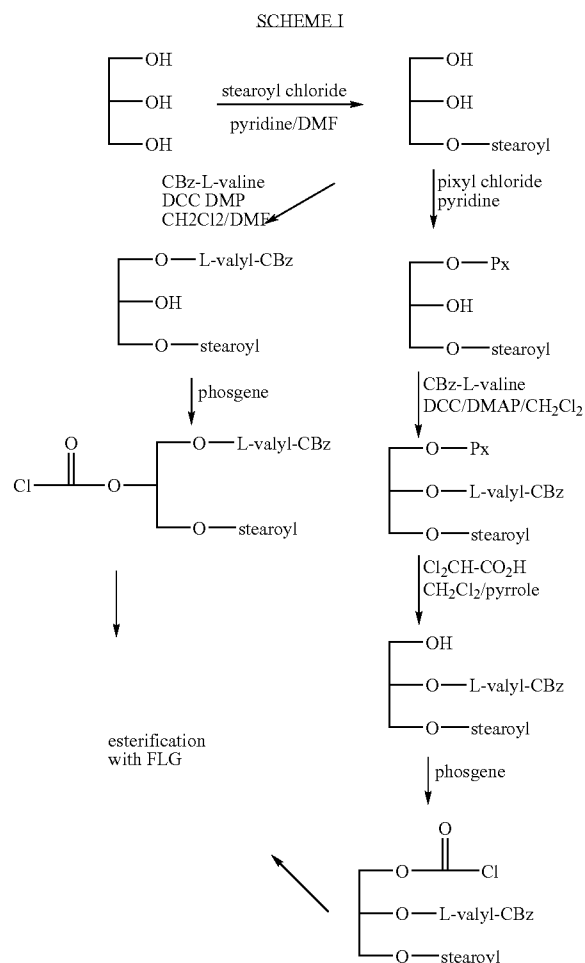 SCHEME I
OH
OH
OH
stearoyl chloride
pyridine/DMF
OH
OH
O—stearoyl
CBz-L-valine
DCC DMP
CH2Cl2/DMF
pixyl chloride
pyridine
O—L-valyl-CBz
OH
O—stearoyl
O—Px
OH
O—stearoyl
phosgene
CBz-L-valine
DCC/DMAP/CH₂Cl₂
O
Cl
O
O—L-valyl-CBz
O—stearoyl
O—Px
O—L-valyl-CBz
O—stearoyl
Cl₂CH-CO₂H
CH₂Cl₂/pyrrole
OH
O—L-valyl-CBz
O—stearoyl
esterification
with FLG
phosgene
O
O
Cl
O—L-valyl-CBz
O—stearoyl